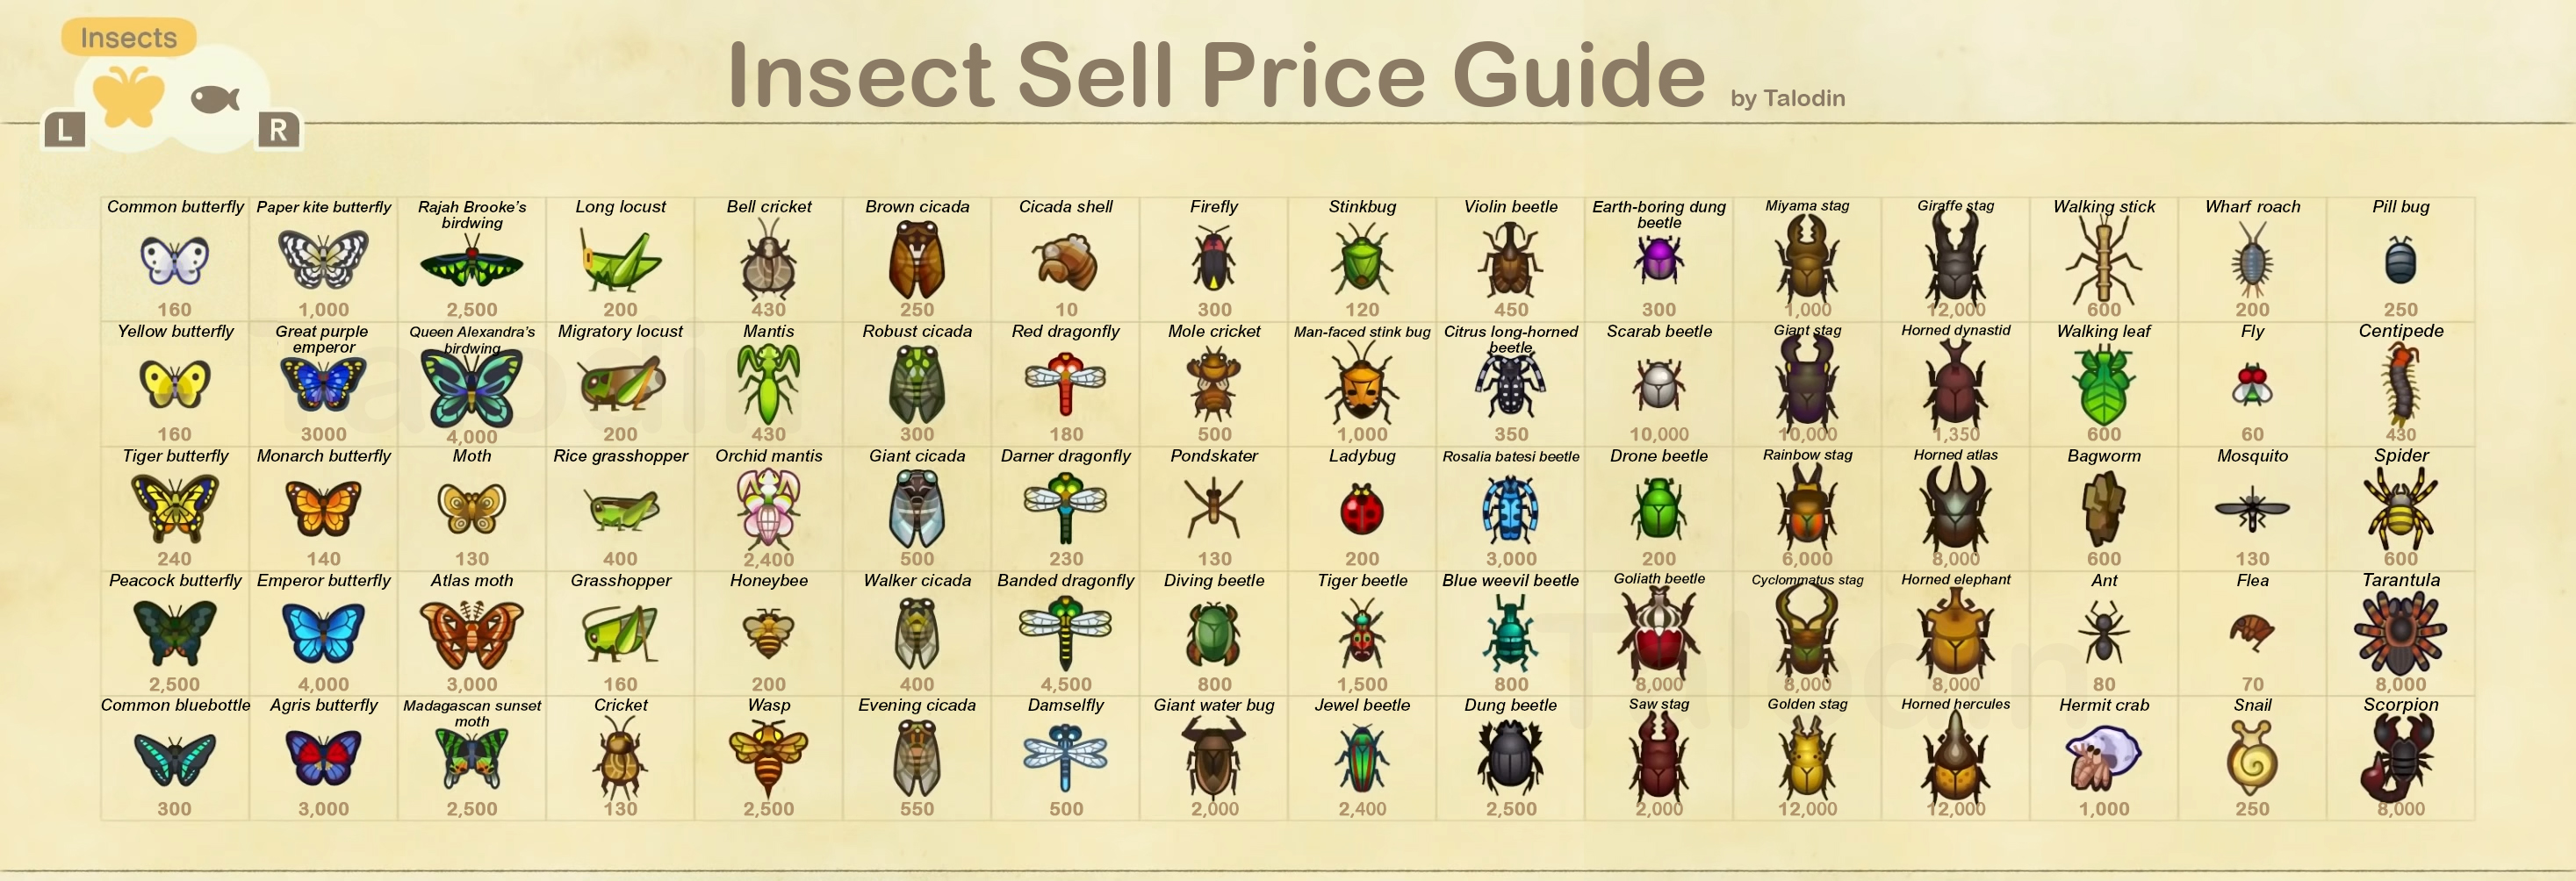 Insects
L
R
Insect Sell Price Guide by Talodin
Common butterfly
160
Paper kite butterfly
1,000
Rajah Brooke's
birdwing
2,500
Long locust
200
Bell cricket
430
Brown cicada
250
Cicada shell
10
Firefly
300
Stinkbug
120
Violin beetle
450
Earth-boring dung
beetle
300
Miyama stag
1,000
Giraffe stag
12,000
Walking stick
600
Wharf roach
200
Pill bug
250
Yellow butterfly
160
Great purple
emperor
3000
Queen Alexandra's
birdwing
4,000
Migratory locust
200
Mantis
430
Robust cicada
300
Red dragonfly
180
Mole cricket
500
Man-faced stink bug
1,000
Citrus long-horned
beetle
350
Scarab beetle
10,000
Giant stag
10,000
Horned dynastid
1,350
Walking leaf
600
Fly
60
Centipede
430
Tiger butterfly
240
Monarch butterfly
140
Moth
130
Rice grasshopper
400
Orchid mantis
2,400
Giant cicada
500
Darner dragonfly
230
Pondskater
130
Ladybug
200
Rosalia batesi beetle
3,000
Drone beetle
200
Rainbow stag
6,000
Horned atlas
8,000
Bagworm
600
Mosquito
130
Spider
600
Peacock butterfly
2,500
Emperor butterfly
4,000
Atlas moth
3,000
Grasshopper
160
Honeybee
200
Walker cicada
400
Banded dragonfly
4,500
Diving beetle
800
Tiger beetle
1,500
Blue weevil beetle
800
Goliath beetle
8,000
Cyclommatus stag
8,000
Horned elephant
8,000
Ant
80
Flea
70
Tarantula
8,000
Common bluebottle
300
Agris butterfly
3,000
Madagascan sunset
moth
2,500
Cricket
130
Wasp
2,500
Evening cicada
550
Damselfly
500
Giant water bug
2,000
Jewel beetle
2,400
Dung beetle
2,500
Saw stag
2,000
Golden stag
12,000
Horned hercules
12,000
Hermit crab
1,000
Snail
250
Scorpion
8,000
Talodin
Talodin